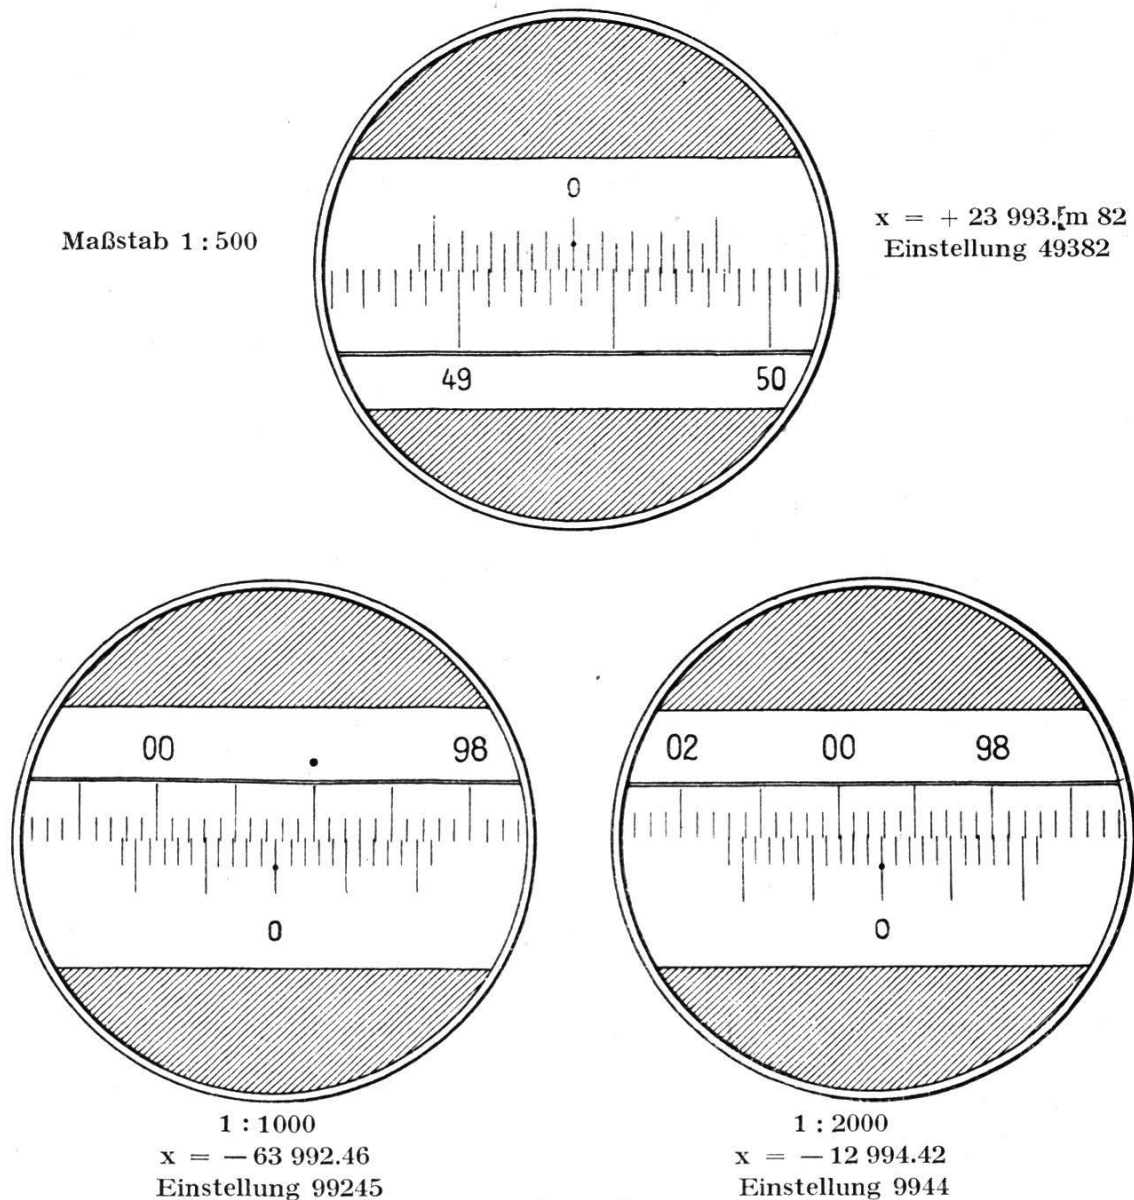 0
Maßstab 1:500
x = + 23 993.m 82
Einstellung 49382
49 50
00 98
0
02 00 98
0
1:1000
x = — 63 992.46
Einstellung 99245
1:2000
x = — 12 994.42
Einstellung 9944